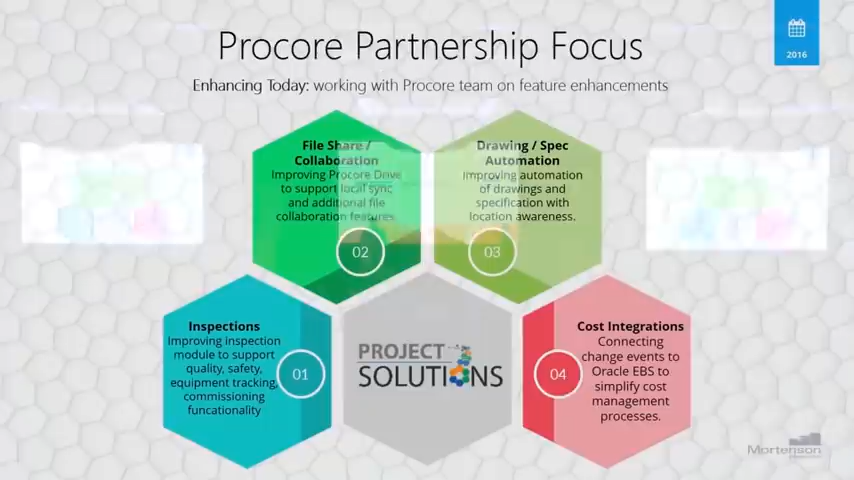 Procore Partnership Focus
2016
Enhancing Today: working with Procore team on feature enhancements
File Share /
Collaboration
Improving Procore Drive
to support local sync
and additional file
collaboration features
02
Drawing / Spec
Automation
Improving automation
of drawings and
specification with
location awareness.
03
Inspections
Improving inspection
module to support
quality, safety,
equipment tracking,
commissioning
funcationality
01
PROJECT
SOLUTIONS
Cost Integrations
Connecting
change events to
Oracle EBS to
simplify cost
management
processes.
04
Mortenson